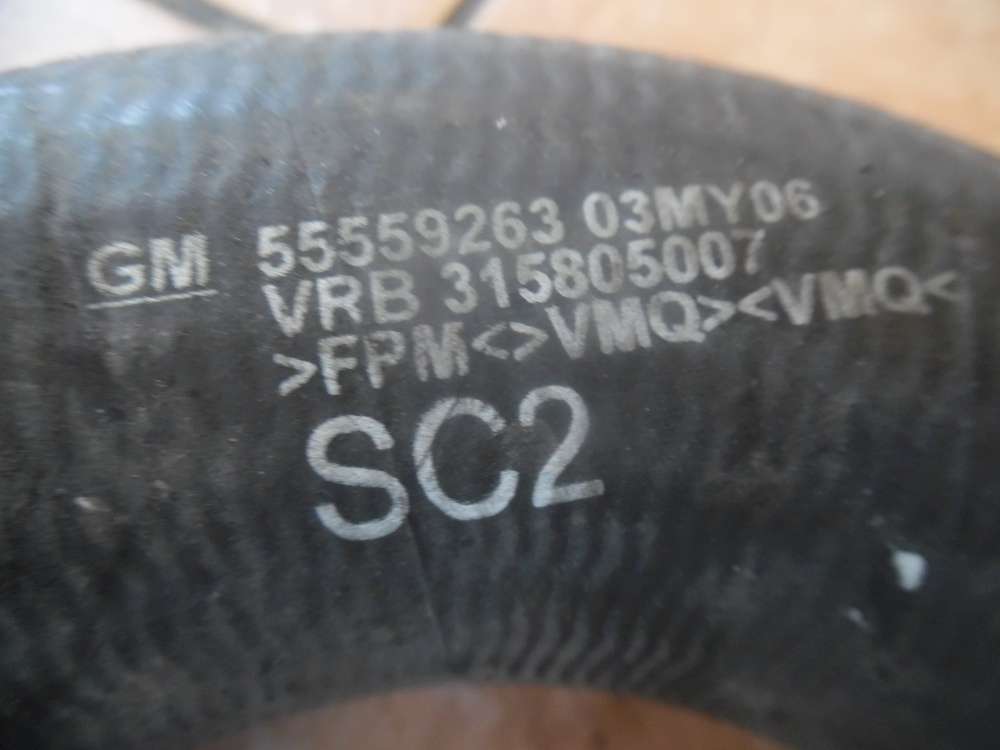 GM 55559263 03MY06
VRB 315805007
>FPM<>VMQ><VMQ<
SC2